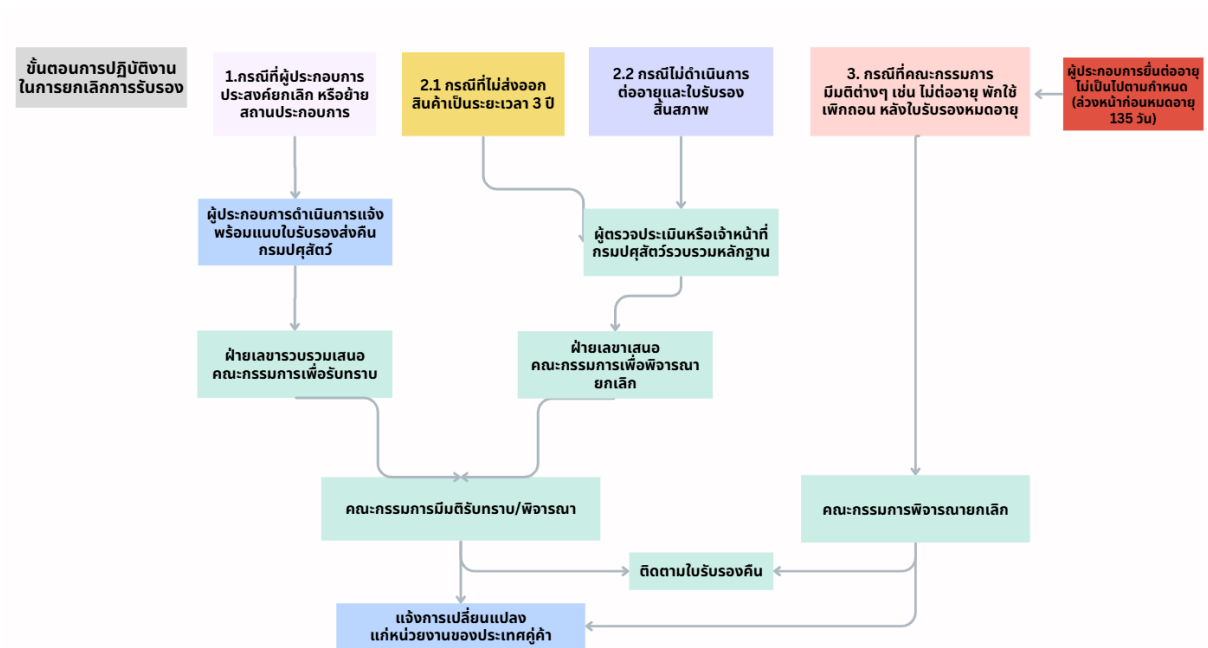 ขั้นตอนการปฏิบัติงาน
ในการยกเลิกการรับรอง
1.กรณีที่ผู้ประกอบการ
ประสงค์ยกเลิก หรือย้าย
สถานประกอบการ
2.1 กรณีที่ไม่ส่งออก
สินค้าเป็นระยะเวลา 3 ปี
2.2 กรณีไม่ดำเนินการ
ต่ออายุและใบรับรอง
สิ้นสภาพ
3. กรณีที่คณะกรรมการ
มีมติต่างๆ เช่น ไม่ต่ออายุ พักใช้
เพิกถอน หลังใบรับรองหมดอายุ
ผู้ประกอบการยื่นต่ออายุ
ไม่เป็นไปตามกำหนด
(ล่วงหน้าก่อนหมดอายุ
135 วัน)
ผู้ประกอบการดำเนินการแจ้ง
พร้อมแนบใบรับรองส่งคืน
กรมปศุสัตว์
ผู้ตรวจประเมินหรือเจ้าหน้าที่
กรมปศุสัตว์รวบรวมหลักฐาน
ฝ่ายเลขารวบรวมเสนอ
คณะกรรมการเพื่อรับทราบ
ฝ่ายเลขาเสนอ
คณะกรรมการเพื่อพิจารณา
ยกเลิก
คณะกรรมการมีมติรับทราบ/พิจารณา
คณะกรรมการพิจารณายกเลิก
ติดตามใบรับรองคืน
แจ้งการเปลี่ยนแปลง
แก่หน่วยงานของประเทศคู่ค้า